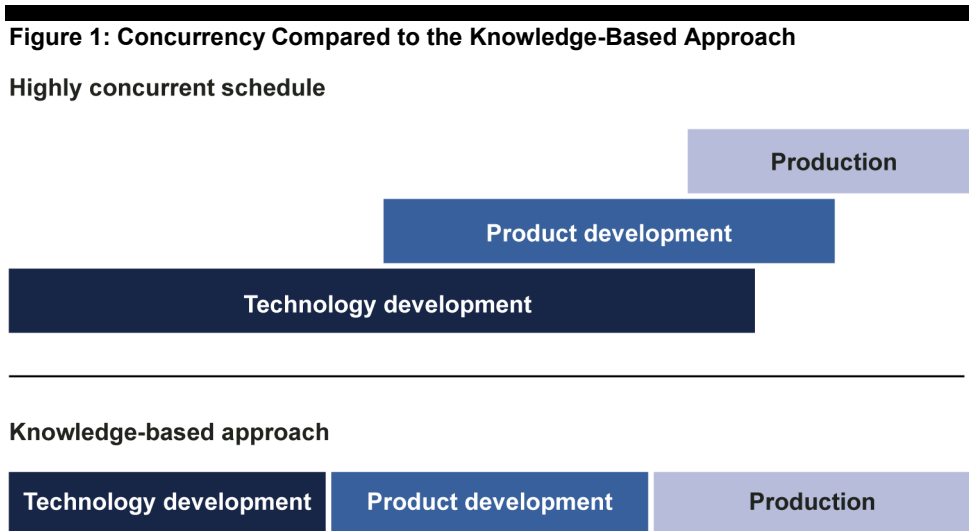 Figure 1: Concurrency Compared to the Knowledge-Based Approach
Highly concurrent schedule
Production
Product development
Technology development
Knowledge-based approach
Technology development Product development Production